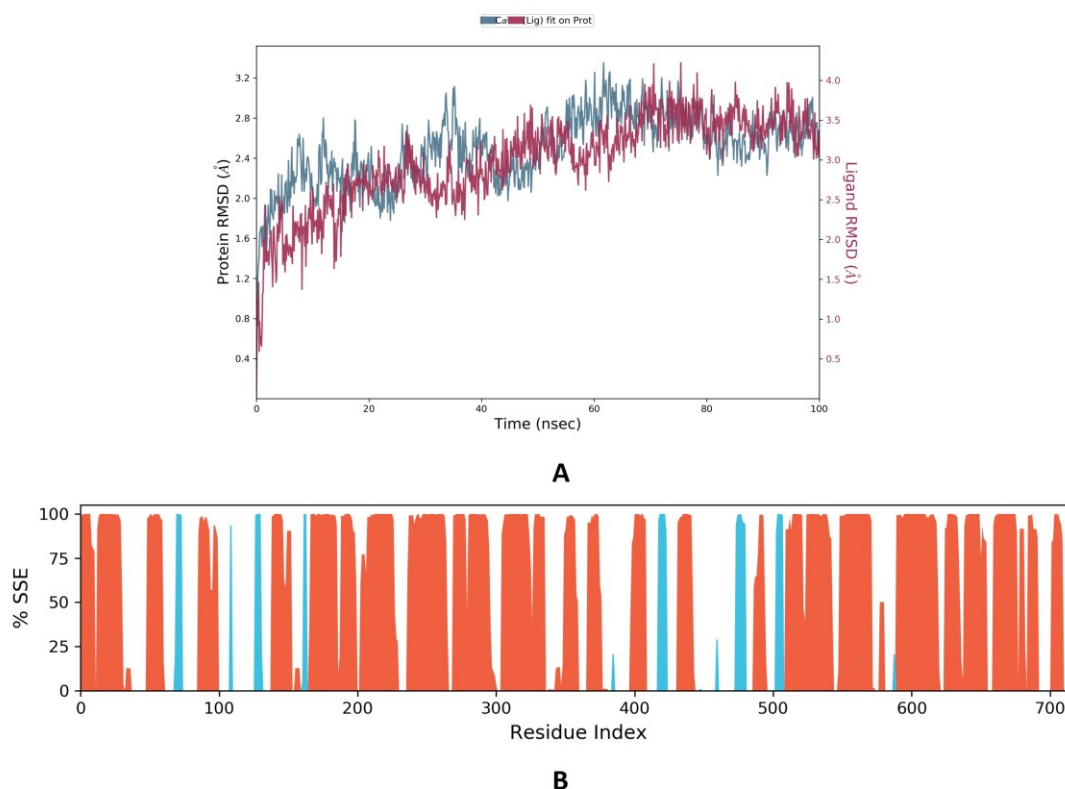 Cα (Lig) fit on Prot
Protein RMSD (Å)
3.2
2.8
2.4
2.0
1.6
1.2
0.8
0.4
4.0
3.5
3.0
2.5
2.0
1.5
1.0
0.5
Ligand RMSD (Å)
0 20 40 60 80 100
Time (nsec)
A
% SSE
100
75
50
25
0
0 100 200 300 400 500 600 700
Residue Index
B